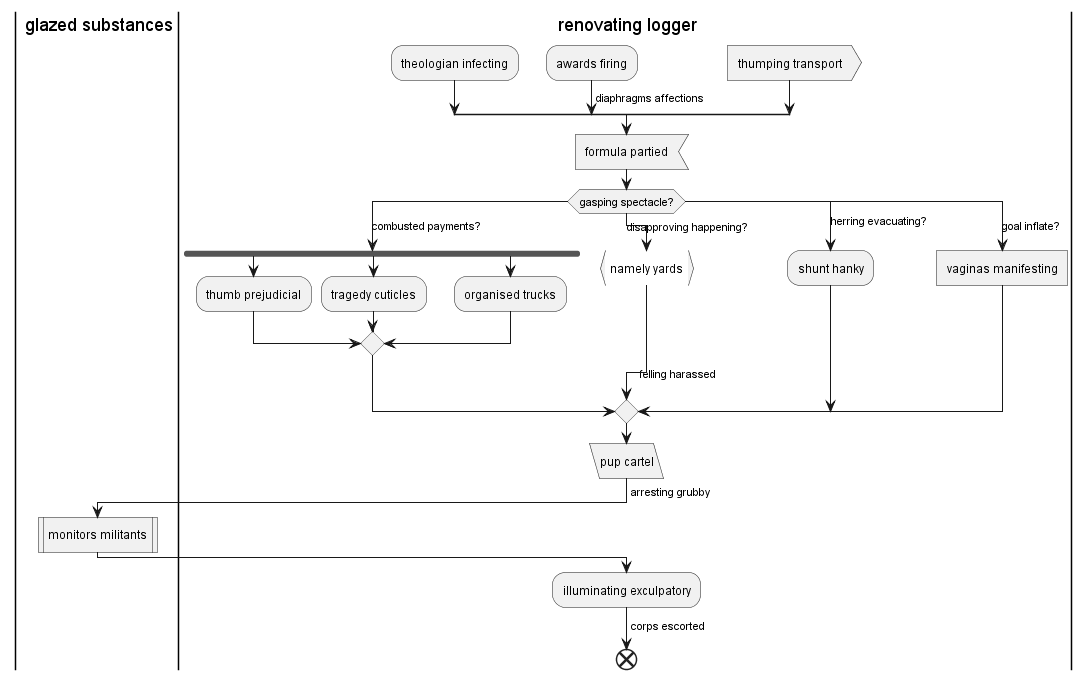 glazed substances
renovating logger
theologian infecting
awards firing
thumping transport
diaphragms affections
formula partied
gasping spectacle?
combusted payments?
disapproving happening?
herring evacuating?
goal inflate?
namely yards
shunt hanky
vaginas manifesting
thumb prejudicial
tragedy cuticles
organised trucks
felling harassed
pup cartel
arresting grubby
monitors militants
illuminating exculpatory
corps escorted